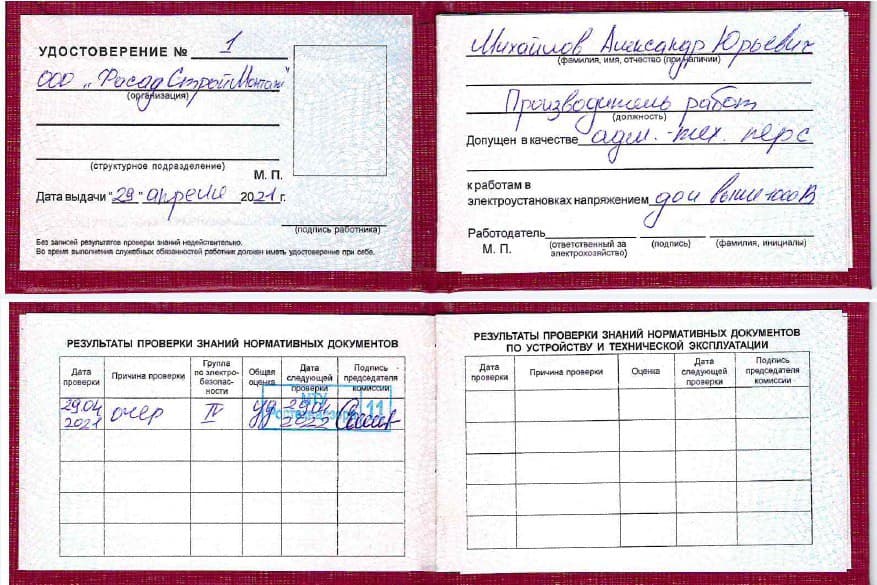 УДОСТОВЕРЕНИЕ № 1
ООО „ФасадСтройМонтаж"
(организация)
(структурное подразделение)
М. П.
Дата выдачи "29" апреля 2021 г.
(подпись работника)
Без записей результатов проверки знаний недействительно.
Во время выполнения служебных обязанностей работник должен иметь удостоверение при себе.
Михайлов Александр Юрьевич
(фамилия, имя, отчество (при наличии)
Производитель работ
(должность)
Допущен в качестве адм.-тех. перс
к работам в
электроустановках напряжением до и выше 1000 В
Работодатель
М. П. (ответственный за электрохозяйство) (подпись) (фамилия, инициалы)
РЕЗУЛЬТАТЫ ПРОВЕРКИ ЗНАНИЙ НОРМАТИВНЫХ ДОКУМЕНТОВ
Дата проверки Причина проверки Группа по электробезопас-ности Общая оценка Дата следующей проверки Подпись председателя комиссии
29.04 2021 очер IV уд 29.04 2022
МТУ
11
РЕЗУЛЬТАТЫ ПРОВЕРКИ ЗНАНИЙ НОРМАТИВНЫХ ДОКУМЕНТОВ
ПО УСТРОЙСТВУ И ТЕХНИЧЕСКОЙ ЭКСПЛУАТАЦИИ
Дата проверки Причина проверки Оценка Дата следующей проверки Подпись председателя комиссии